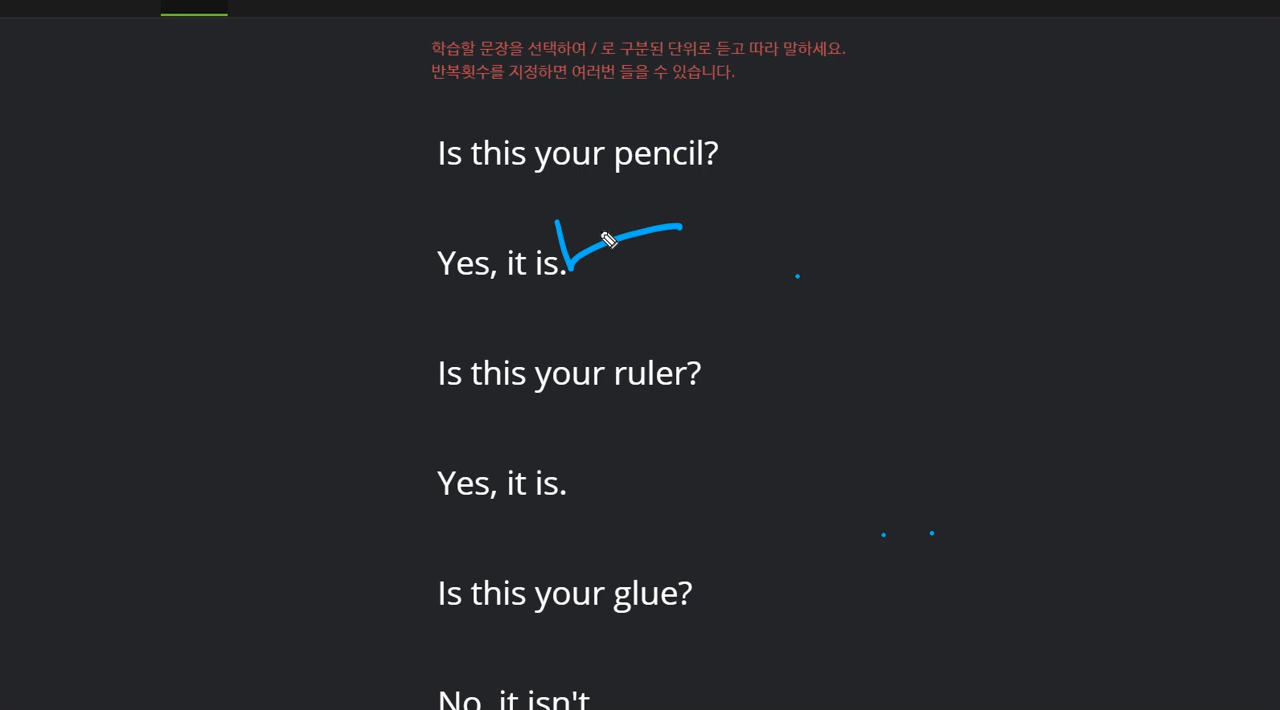 학습할 문장을 선택하여 / 로 구분된 단위로 듣고 따라 말하세요.
반복횟수를 지정하면 여러번 들을 수 있습니다.
Is this your pencil?
Yes, it is.
Is this your ruler?
Yes, it is.
Is this your glue?
No, it isn't